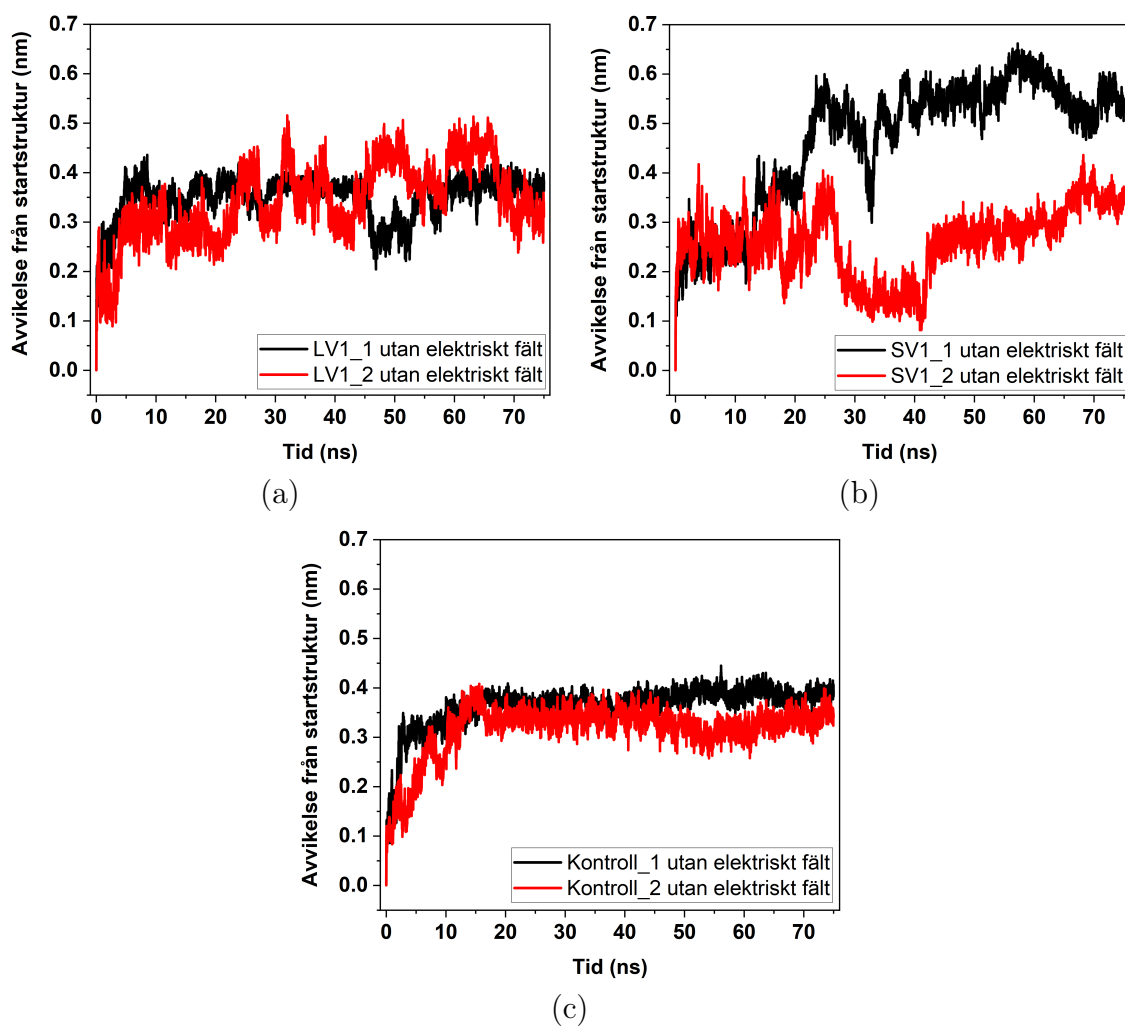 0.7
0.6
0.5
0.4
0.3
0.2
0.1
0.0
Avvikelse från startstruktur (nm)
LV1_1 utan elektriskt fält
LV1_2 utan elektriskt fält
0 10 20 30 40 50 60 70
Tid (ns)
(a)
0.7
0.6
0.5
0.4
0.3
0.2
0.1
0.0
Avvikelse från startstruktur (nm)
SV1_1 utan elektriskt fält
SV1_2 utan elektriskt fält
0 10 20 30 40 50 60 70
Tid (ns)
(b)
0.7
0.6
0.5
0.4
0.3
0.2
0.1
0.0
Avvikelse från startstruktur (nm)
Kontroll_1 utan elektriskt fält
Kontroll_2 utan elektriskt fält
0 10 20 30 40 50 60 70
Tid (ns)
(c)